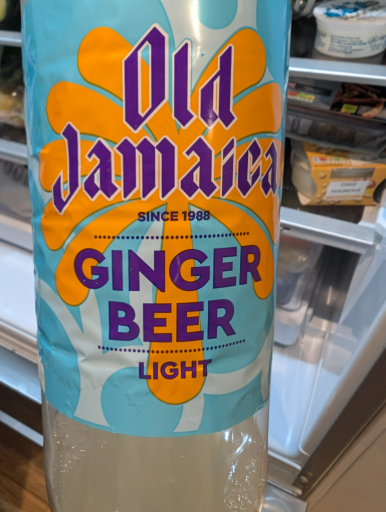 Old
Jamaica
SINCE 1988
GINGER
BEER
LIGHT